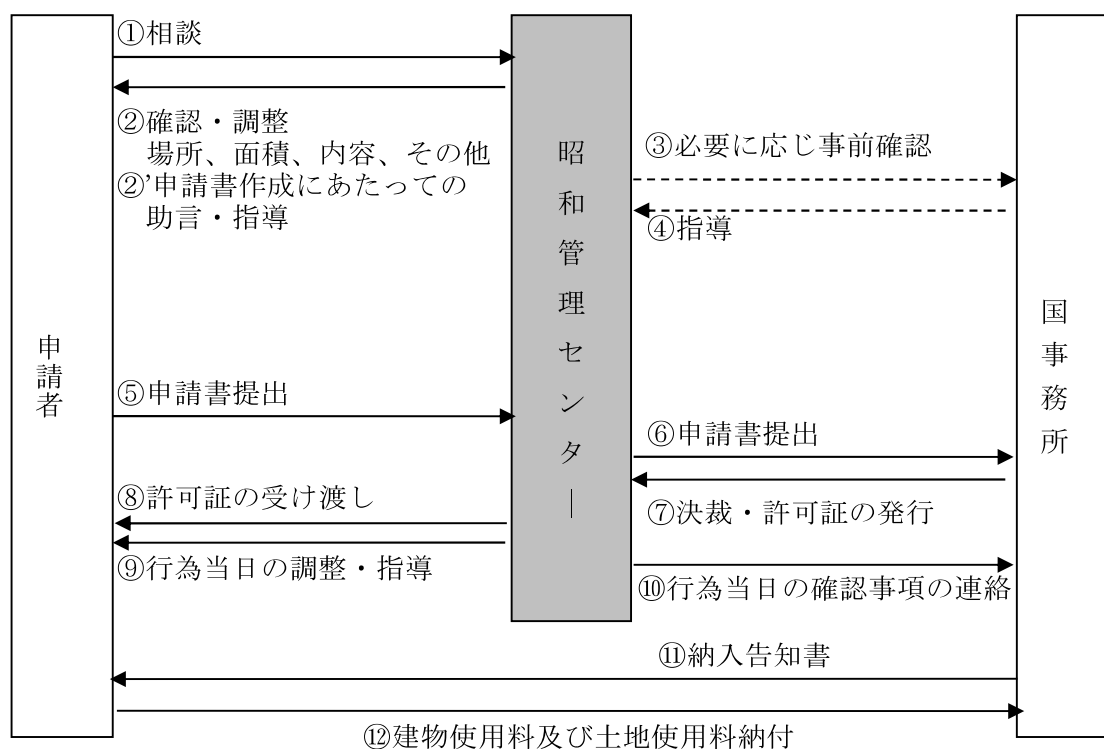 ①相談
②確認・調整
場所、面積、内容、その他
②’申請書作成にあたっての
助言・指導
③必要に応じ事前確認
④指導
申請者
昭和管理センター
国事務所
⑤申請書提出
⑥申請書提出
⑦決裁・許可証の発行
⑧許可証の受け渡し
⑨行為当日の調整・指導
⑩行為当日の確認事項の連絡
⑪納入告知書
⑫建物使用料及び土地使用料納付